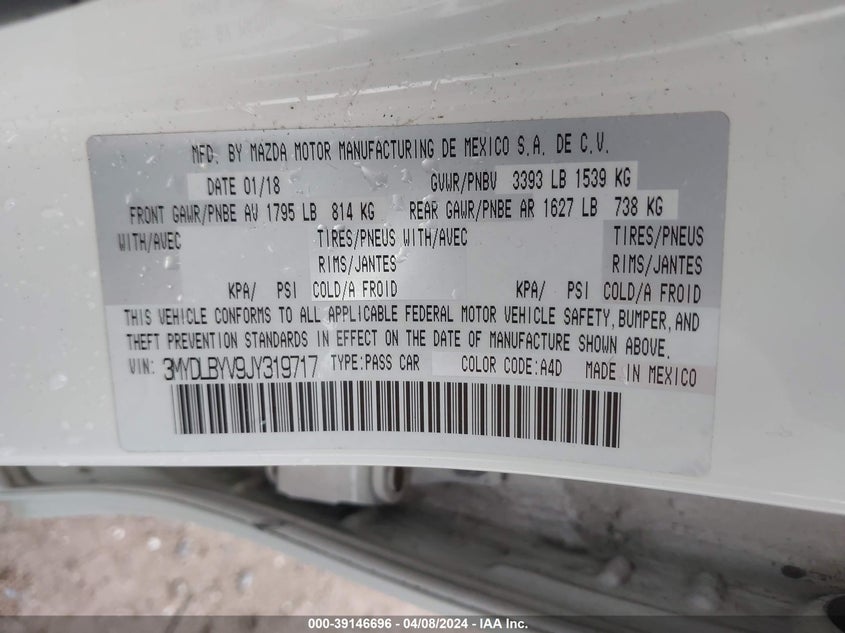 MFD. BY MAZDA MOTOR MANUFACTURING DE MEXICO S.A. DE C.V.
DATE 01/18 GVWR/PNBV 3393 LB 1539 KG
FRONT GAWR/PNBE AV 1795 LB 814 KG REAR GAWR/PNBE AR 1627 LB 738 KG
WITH/AVEC TIRES/PNEUS WITH/AVEC TIRES/PNEUS
RIMS/JANTES RIMS/JANTES
KPA/ PSI COLD/A FROID KPA/ PSI COLD/A FROID
THIS VEHICLE CONFORMS TO ALL APPLICABLE FEDERAL MOTOR VEHICLE SAFETY, BUMPER, AND
THEFT PREVENTION STANDARDS IN EFFECT ON THE DATE OF MANUFACTURE SHOWN ABOVE.
VIN: 3MYDLBYV9JY319717 TYPE:PASS CAR COLOR CODE:A4D MADE IN MEXICO
000-39146696 - 04/08/2024 - IAA Inc.